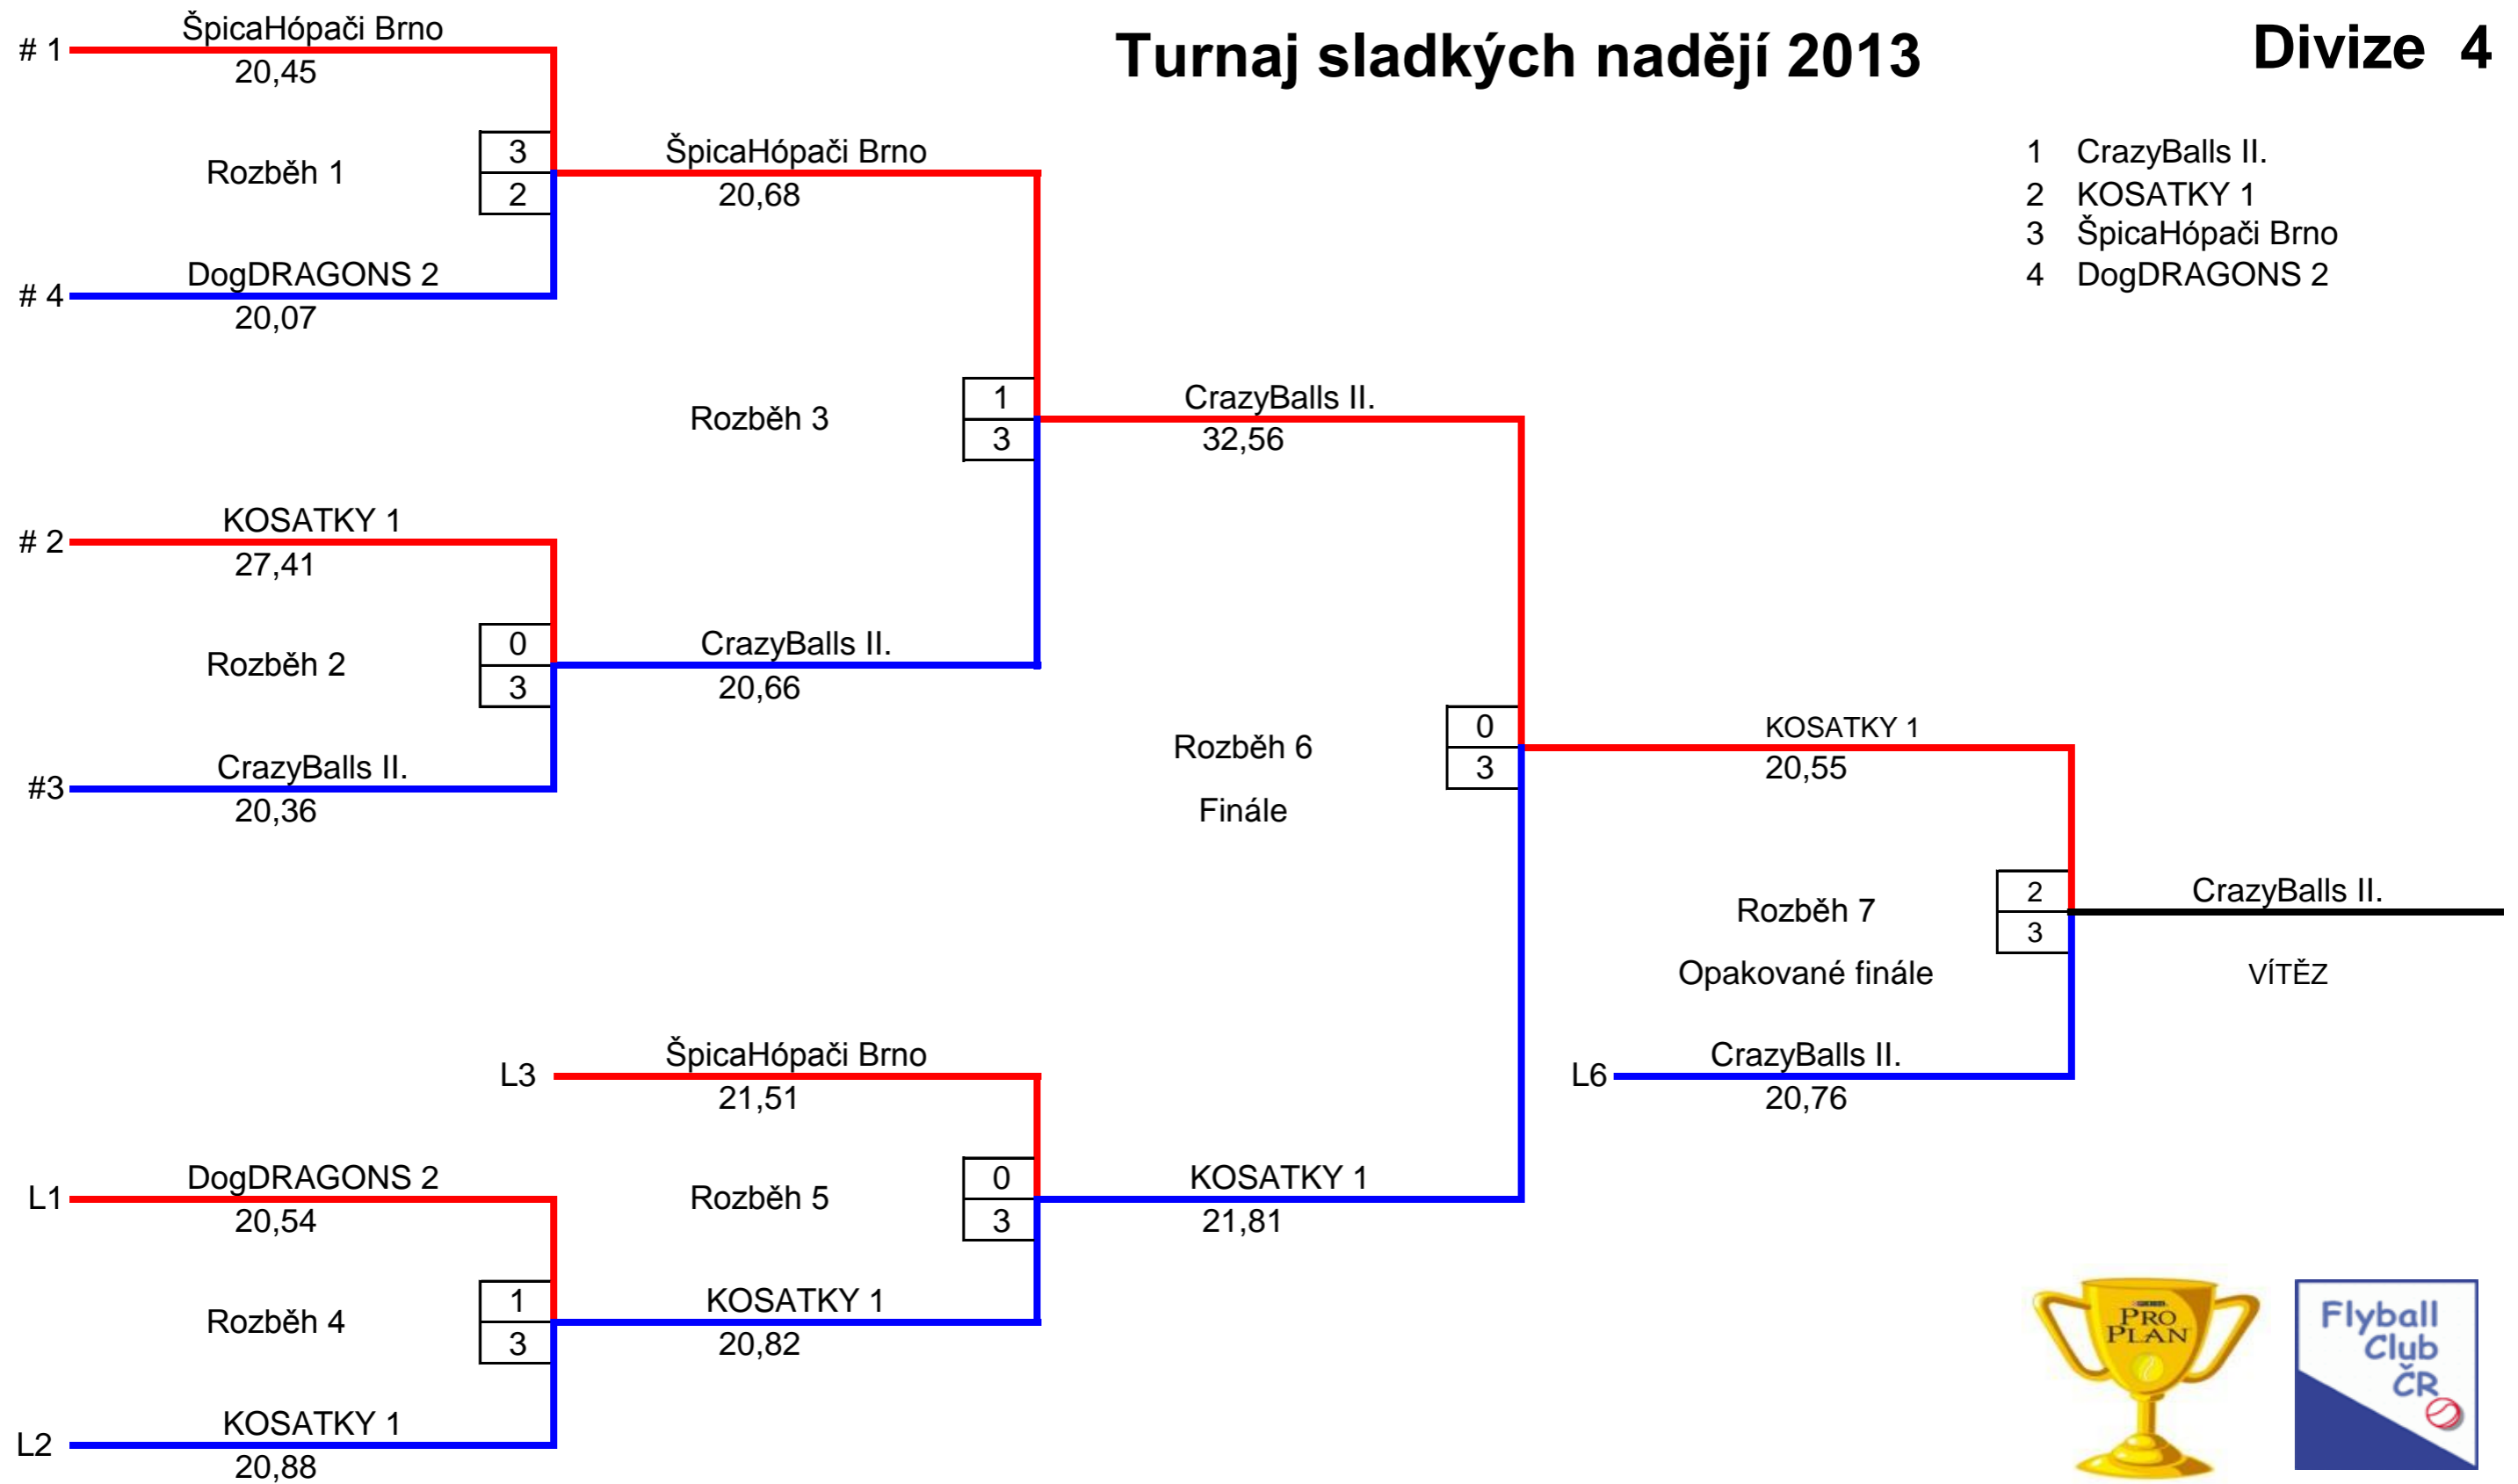 Turnaj sladkých nadějí 2013
Divize 4
1 CrazyBalls II.
2 KOSATKY 1
3 ŠpicaHópači Brno
4 DogDRAGONS 2
# 1
ŠpicaHópači Brno
20,45
Rozběh 1
3
2
# 4
DogDRAGONS 2
20,07
ŠpicaHópači Brno
20,68
Rozběh 3
1
3
# 2
KOSATKY 1
27,41
Rozběh 2
0
3
#3
CrazyBalls II.
20,36
CrazyBalls II.
20,66
CrazyBalls II.
32,56
Rozběh 6
Finále
0
3
KOSATKY 1
20,55
Rozběh 7
Opakované finále
2
3
CrazyBalls II.
VÍTĚZ
L6
CrazyBalls II.
20,76
L3
ŠpicaHópači Brno
21,51
Rozběh 5
0
3
KOSATKY 1
21,81
L1
DogDRAGONS 2
20,54
Rozběh 4
1
3
KOSATKY 1
20,82
L2
KOSATKY 1
20,88
PRO
PLAN
Flyball
Club
ČR